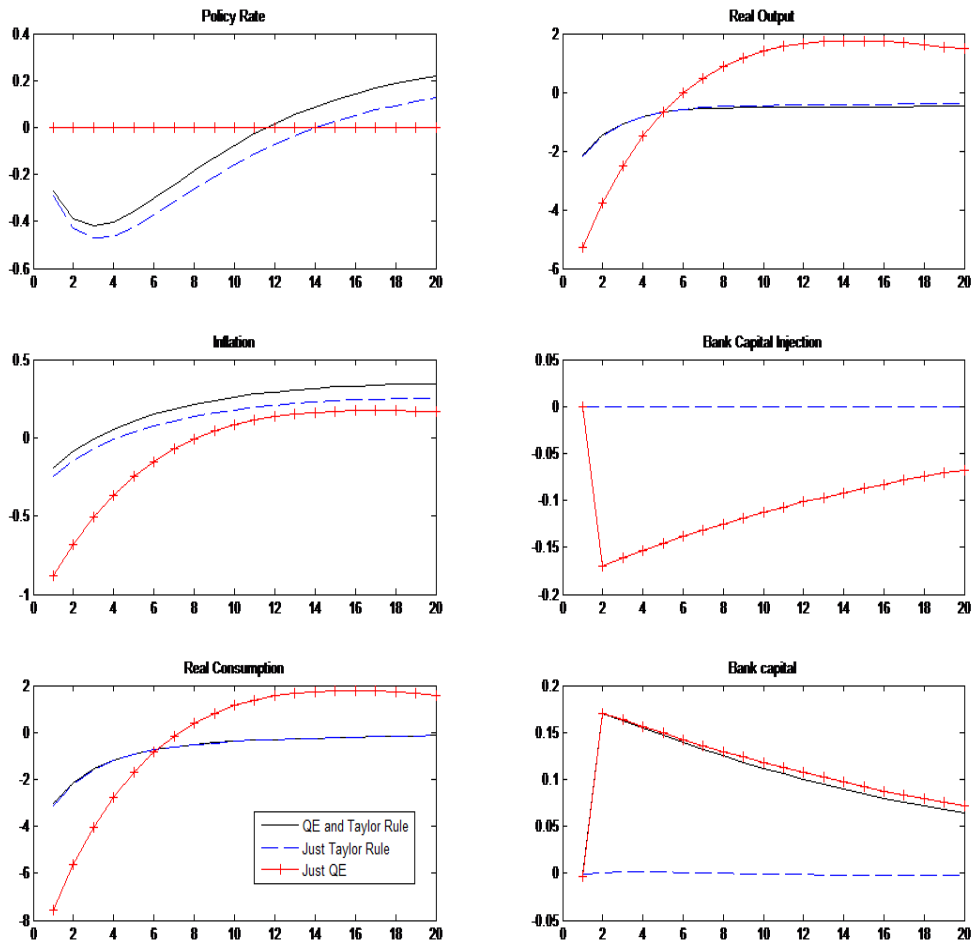 Policy Rate
0.4
0.2
0
-0.2
-0.4
-0.6
0 2 4 6 8 10 12 14 16 18 20
Real Output
2
0
-2
-4
-6
0 2 4 6 8 10 12 14 16 18 20
Inflation
0.5
0
-0.5
-1
0 2 4 6 8 10 12 14 16 18 20
Bank Capital Injection
0.05
0
-0.05
-0.1
-0.15
-0.2
0 2 4 6 8 10 12 14 16 18 20
Real Consumption
2
0
-2
-4
-6
-8
0 2 4 6 8 10 12 14 16 18 20
QE and Taylor Rule
Just Taylor Rule
Just QE
Bank capital
0.2
0.15
0.1
0.05
0
-0.05
0 2 4 6 8 10 12 14 16 18 20